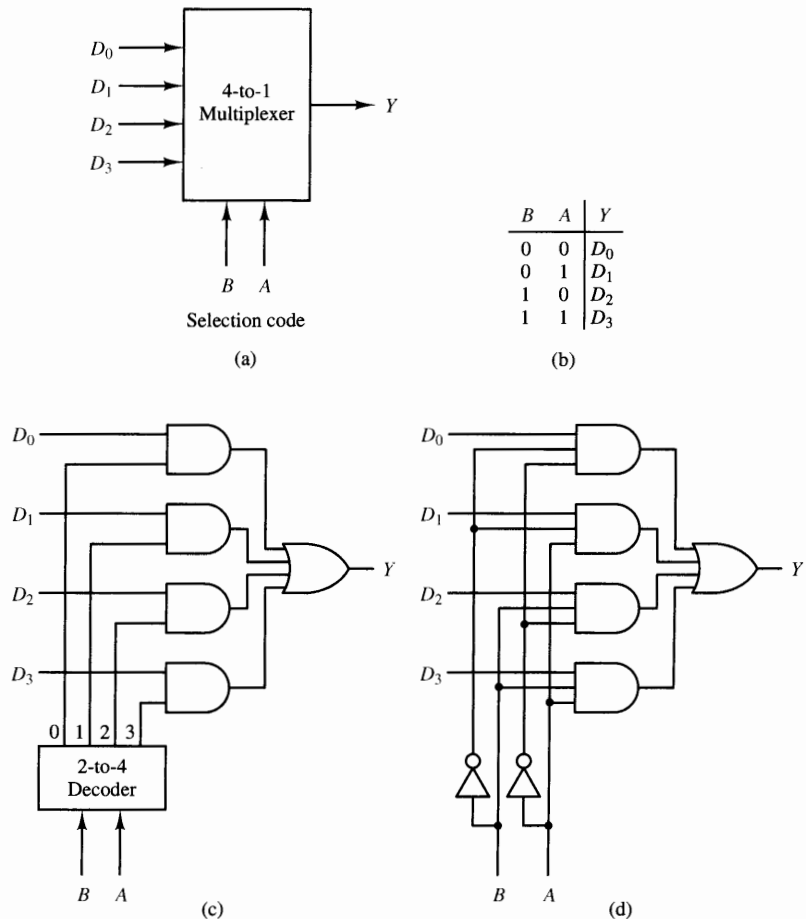 D₀
D₁
D₂
D₃
4-to-1
Multiplexer
Y
B A
Selection code
(a)
B A Y
0 0 D₀
0 1 D₁
1 0 D₂
1 1 D₃
(b)
D₀
D₁
D₂
D₃
0 1 2 3
2-to-4
Decoder
B A
Y
(c)
D₀
D₁
D₂
D₃
Y
B A
(d)